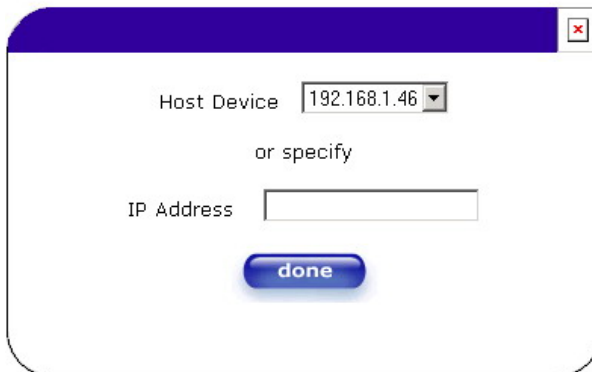 Host Device 192.168.1.46
or specify
IP Address
done